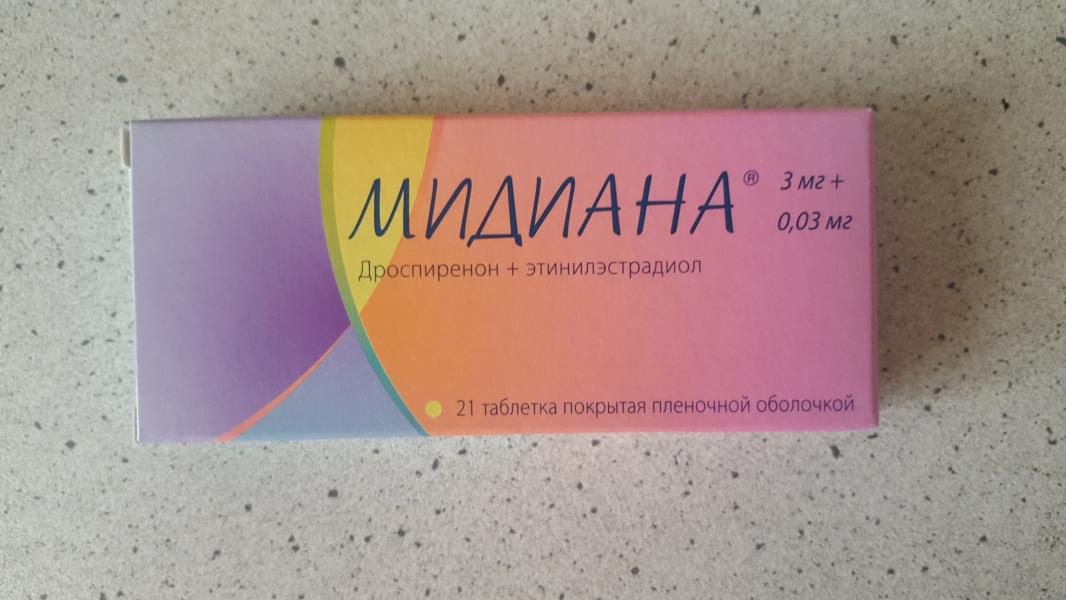 МИДИАНА® 3 мг +
0,03 мг
Дроспиренон + этинилэстрадиол
21 таблетка покрытая пленочной оболочкой